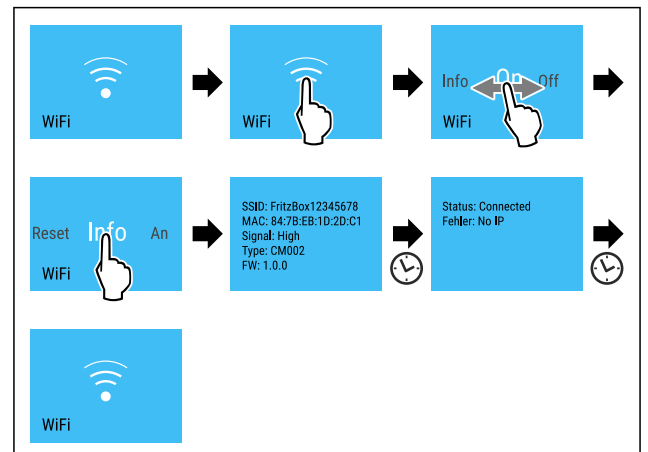 WiFi
WiFi
Info On Off
WiFi
Reset Info An
WiFi
SSID: FritzBox12345678
MAC: 84:7B:EB:1D:2D:C1
Signal: High
Type: CM002
FW: 1.0.0
Status: Connected
Fehler: No IP
WiFi